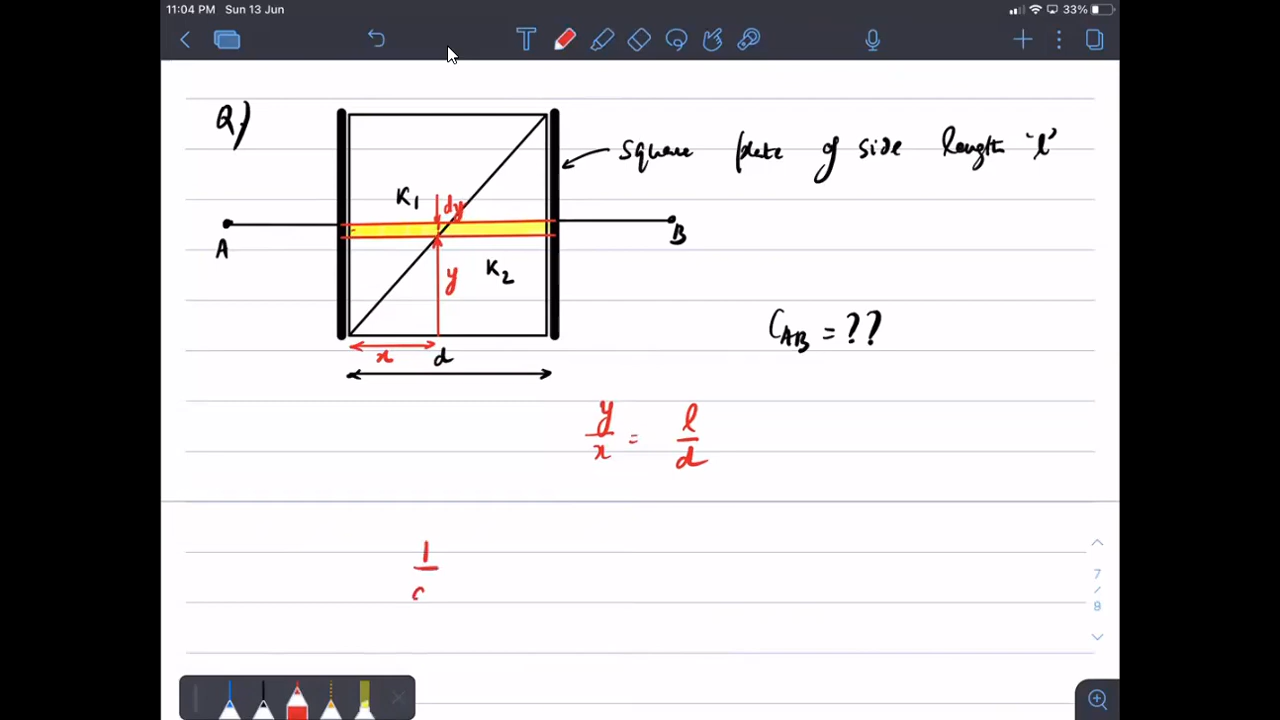 11:04 PM Sun 13 Jun 33%
T
Q)
square plate of side length 'l'
K1 dy
A B
K2 y
CAB = ??
x d
y/x = l/d
1
7
/
8